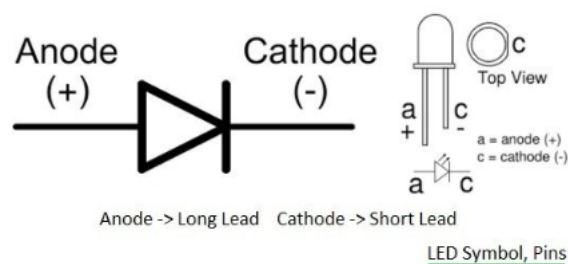 Anode
(+)
Cathode
(-)
c
Top View
a
+
c
-
a = anode (+)
c = cathode (-)
a
c
Anode -> Long Lead Cathode -> Short Lead
LED Symbol, Pins